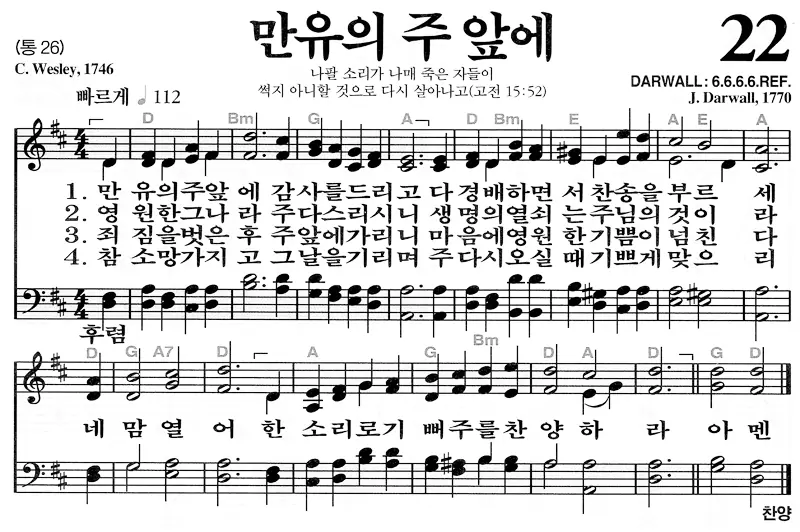 (통 26)
만유의 주 앞에
22
C. Wesley, 1746
나팔 소리가 나매 죽은 자들이
썩지 아니할 것으로 다시 살아나고(고전 15:52)
DARWALL : 6.6.6.6.REF.
J. Darwall, 1770
빠르게 ♩ 112
D Bm G A D Bm E A E A
1. 만 유의주앞 에 감사를드리고 다 경배하면 서찬송을 부르 세
2. 영 원한그나 라 주다스리시니 생 명의열쇠 는주님의 것이 라
3. 죄 짐을벗은 후 주앞에가리니 마 음에영원 한기쁨이 넘친 다
4. 참 소망가지 고 그날을기리며 주 다시오실 때기쁘게 맞으 리
후렴
D G A7 D A G Bm D A D G D
네 맘 열 어 한 소리로기 뻐주를찬 양하 라 아멘
찬양